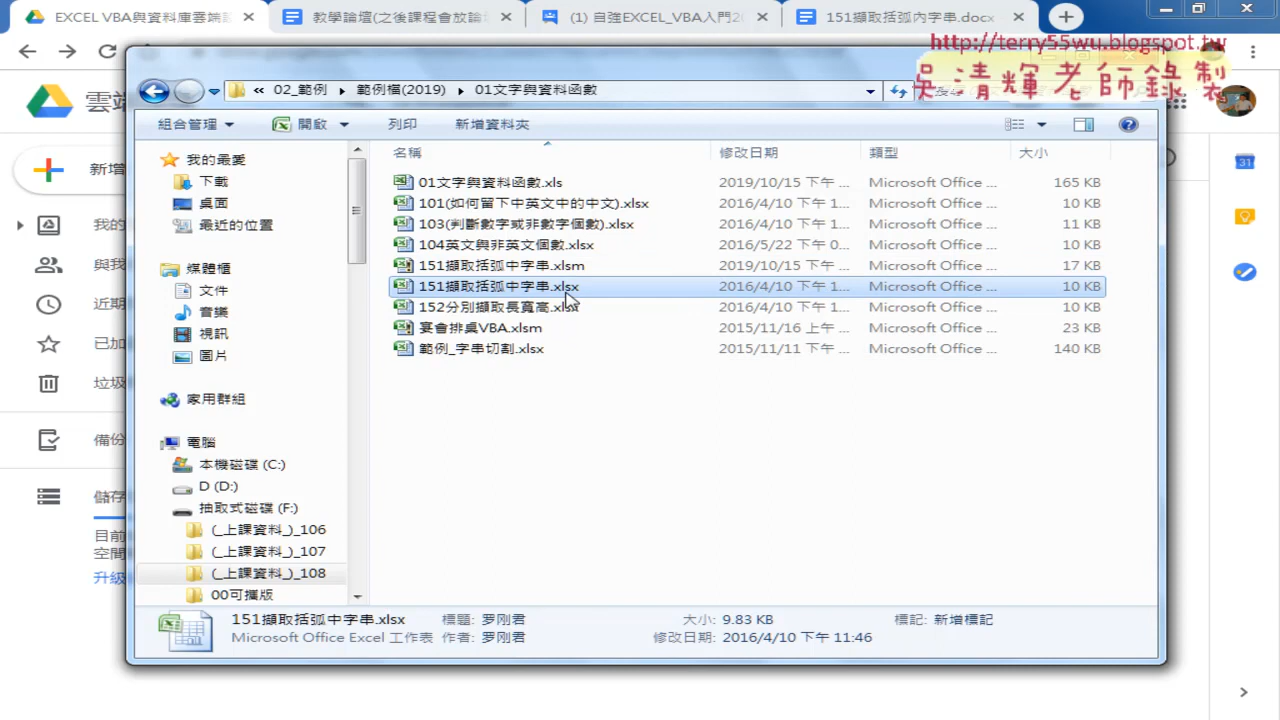 EXCEL VBA與資料庫雲端
教學論壇(之後課程會放論
(1) 自強EXCEL_VBA入門20
151擷取括弧內字串.docx
http://terry55wu.blogspot.tw
吳清輝老師錄製
雲端
新增
我的
與我
近期
已加
垃圾
備份
儲存
目前
空間
升級
02_範例
範例檔(2019)
01文字與資料函數
組合管理
開啟
列印
新增資料夾
我的最愛
下載
桌面
最近的位置
媒體櫃
文件
音樂
視訊
圖片
家用群組
電腦
本機磁碟 (C:)
D (D:)
抽取式磁碟 (F:)
(_上課資料_)_106
(_上課資料_)_107
(_上課資料_)_108
00可攜版
名稱 修改日期 類型 大小
01文字與資料函數.xls 2019/10/15 下午 ... Microsoft Office ... 165 KB
101(如何留下中英文中的中文).xlsx 2016/4/10 下午 1... Microsoft Office ... 10 KB
103(判斷數字或非數字個數).xlsx 2016/4/10 下午 1... Microsoft Office ... 11 KB
104英文與非英文個數.xlsx 2016/5/22 下午 0... Microsoft Office ... 10 KB
151擷取括弧中字串.xlsm 2019/10/15 下午 ... Microsoft Office ... 17 KB
151擷取括弧中字串.xlsx 2016/4/10 下午 1... Microsoft Office ... 10 KB
152分別擷取長寬高.xlsx 2016/4/10 下午 1... Microsoft Office ... 10 KB
宴會排桌VBA.xlsm 2015/11/16 上午 ... Microsoft Office ... 23 KB
範例_字串切割.xlsx 2015/11/11 下午 ... Microsoft Office ... 140 KB
151擷取括弧中字串.xlsx 標題: 罗刚君 大小: 9.83 KB 標記: 新增標記
Microsoft Office Excel 工作表 作者: 罗刚君 修改日期: 2016/4/10 下午 11:46
31